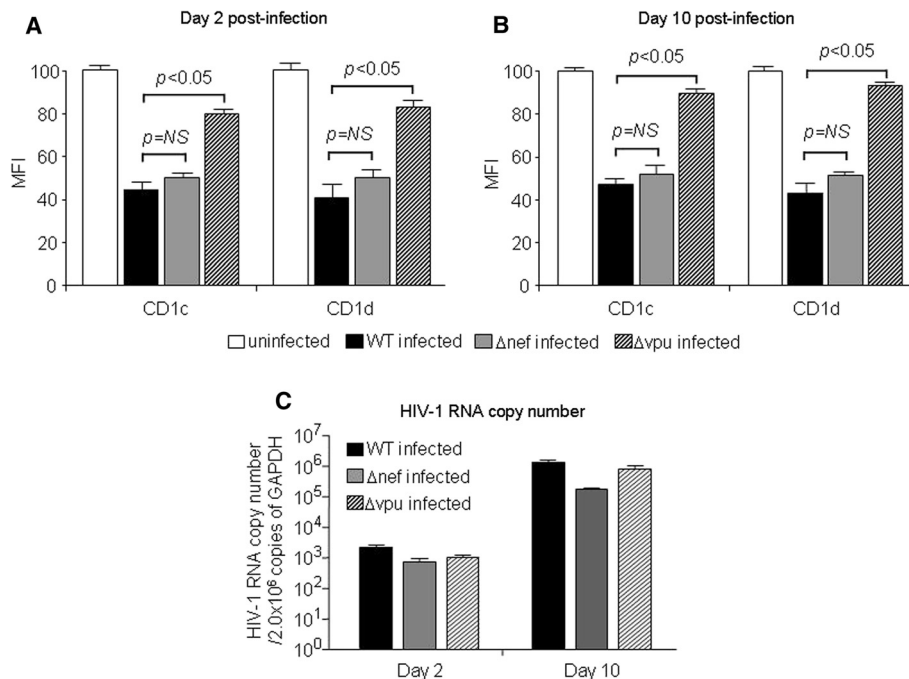 A
Day 2 post-infection
MFI
100
80
60
40
20
0
p<0.05
p=NS
p<0.05
p=NS
CD1c
CD1d
B
Day 10 post-infection
MFI
100
80
60
40
20
0
p<0.05
p=NS
p<0.05
p=NS
CD1c
CD1d
uninfected WT infected Δnef infected Δvpu infected
C
HIV-1 RNA copy number
HIV-1 RNA copy number
/2.0x10⁶ copies of GAPDH
10⁷
10⁶
10⁵
10⁴
10³
10²
10¹
10⁰
WT infected
Δnef infected
Δvpu infected
Day 2
Day 10